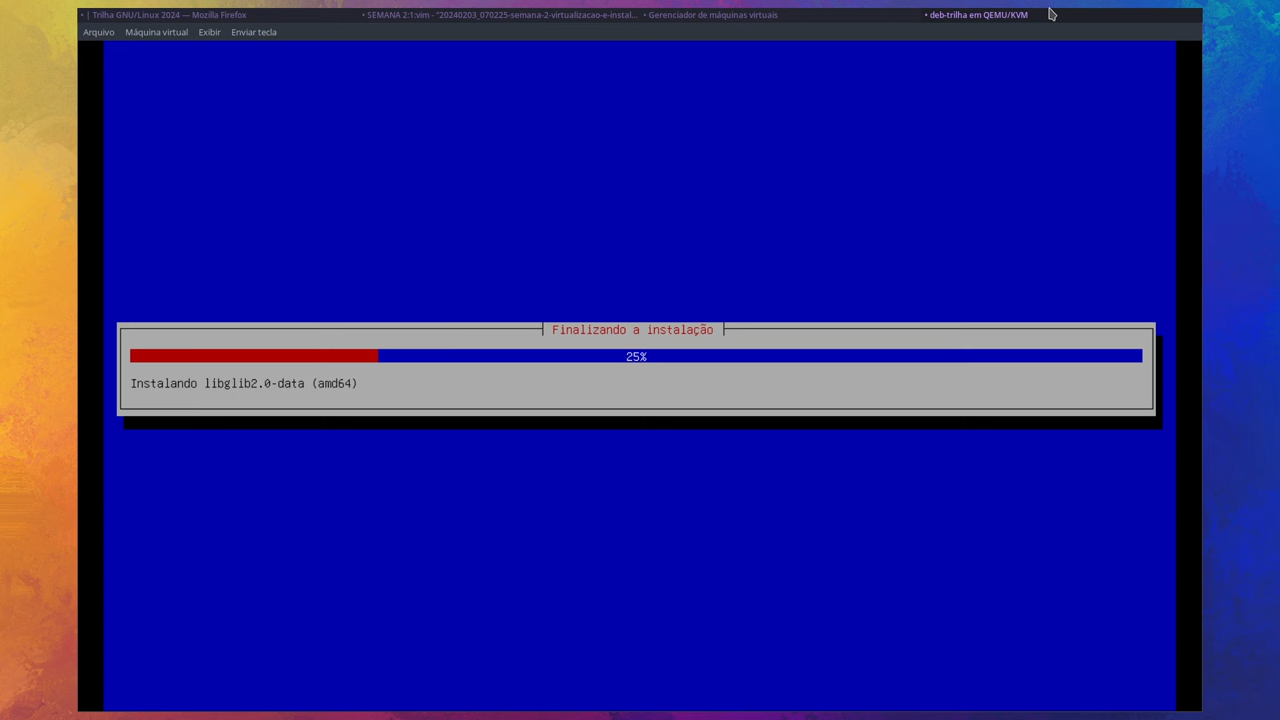 • | Trilha GNU/Linux 2024 — Mozilla Firefox
• SEMANA 2:1:vim - "20240203_070225-semana-2-virtualizacao-e-instal...
• Gerenciador de máquinas virtuais
• deb-trilha em QEMU/KVM
Arquivo Máquina virtual Exibir Enviar tecla
Finalizando a instalação
25%
Instalando libglib2.0-data (amd64)